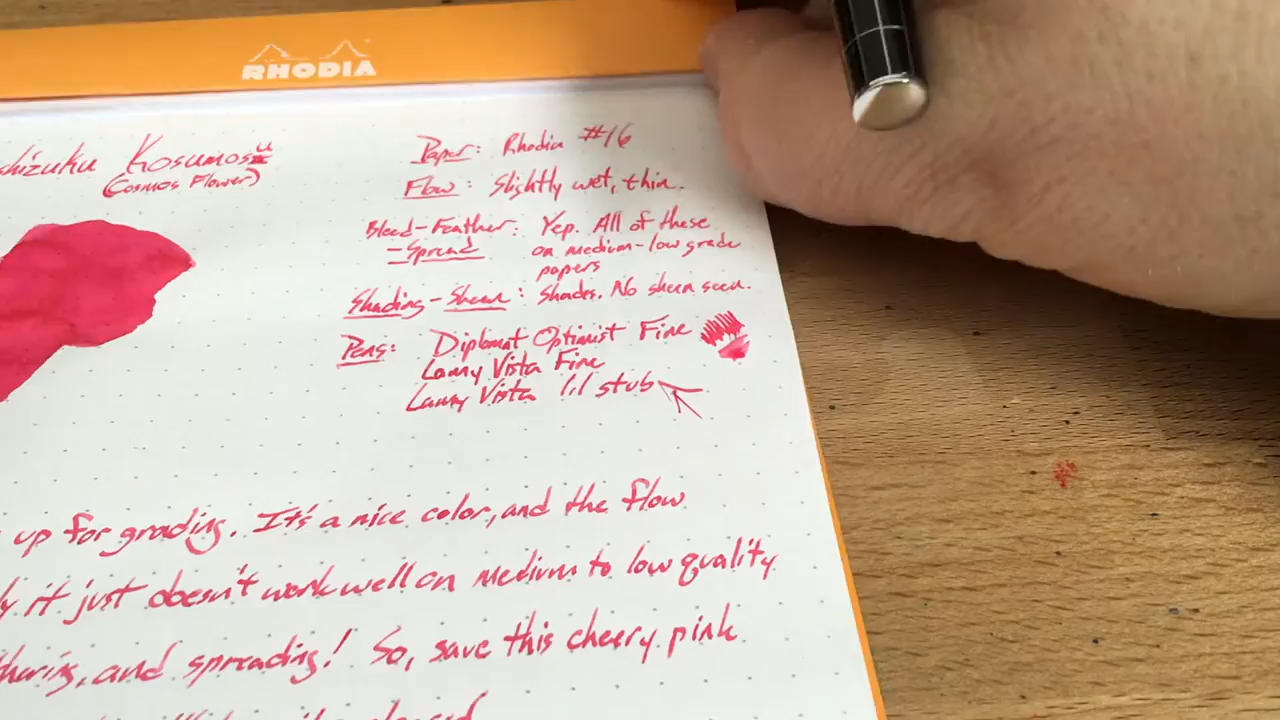 RHODIA
shizuku Kosumosu
(Cosmos Flower)
Paper: Rhodia #16
Flow: Slightly wet, thin.
Bleed-Feather: Yep. All of these
-Spread on medium-low grade
papers
Shading-Sheen: Shades. No sheen seen.
Pens: Diplomat Optimist Fine
Lamy Vista Fine
Lamy Vista 1.1 stub
up for grading. It's a nice color, and the flow
it just doesn't work well on medium to low quality
thering, and spreading! So, save this cheery pink